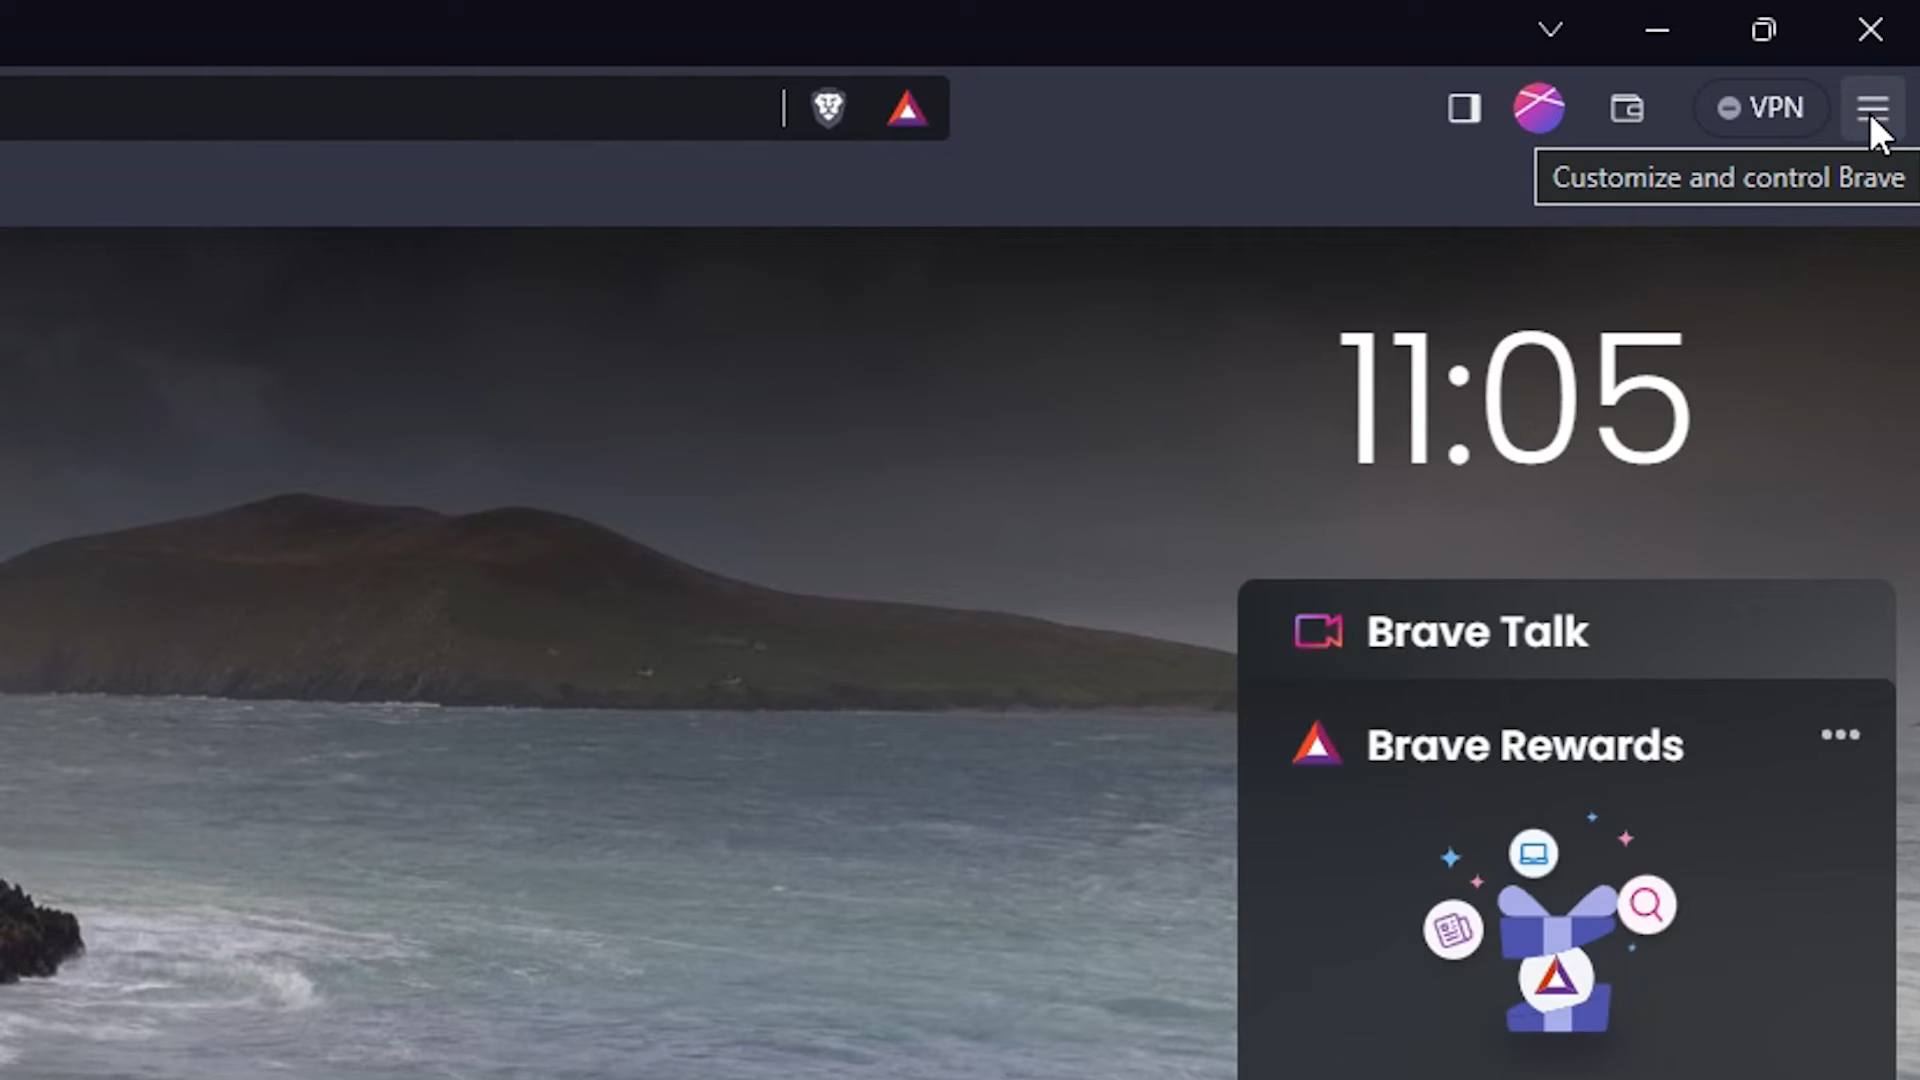 VPN
Customize and control Brave
11:05
Brave Talk
Brave Rewards